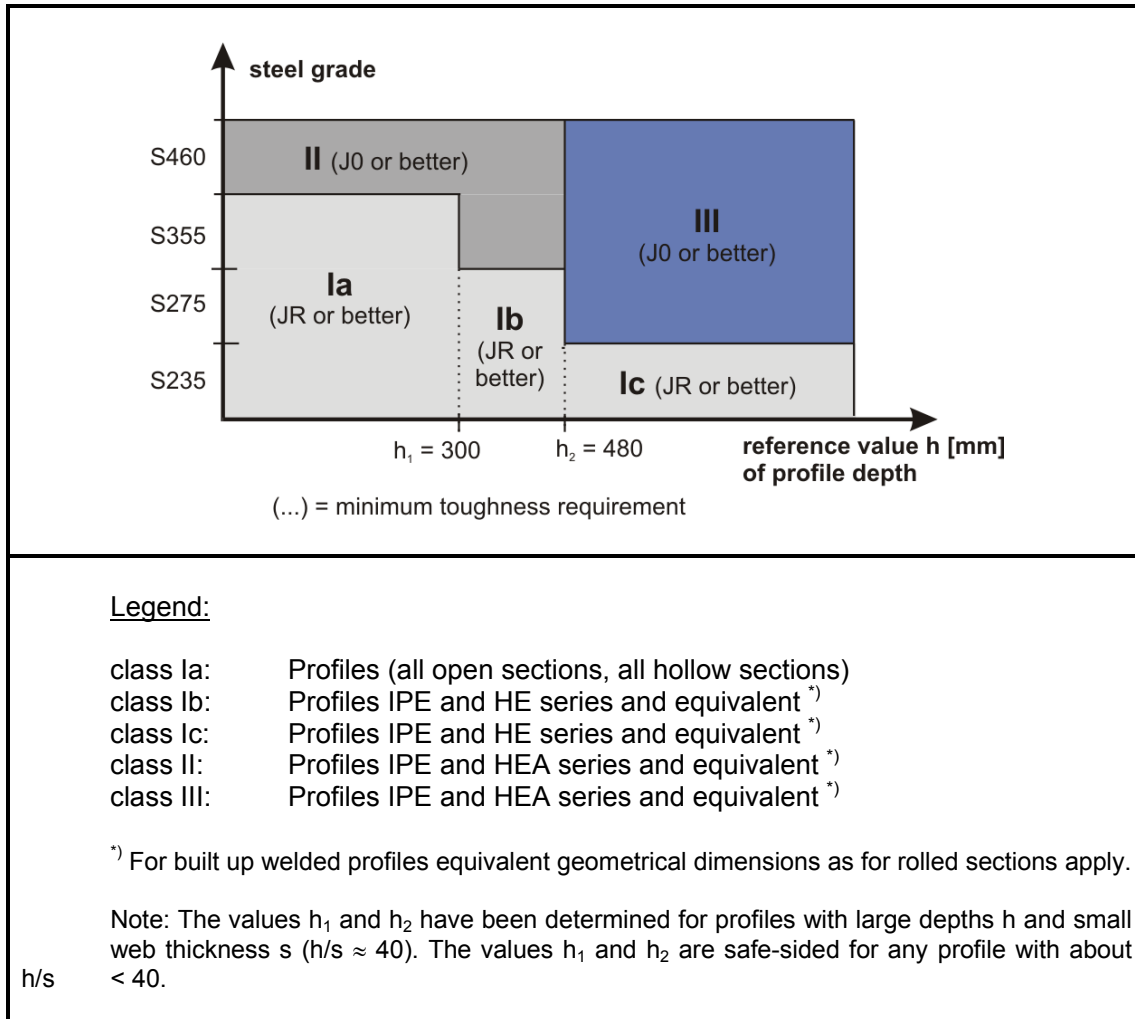 steel grade
S460
II (J0 or better)
S355
III
(J0 or better)
Ia
(JR or better)
S275
Ib
(JR or
better)
S235
Ic (JR or better)
h₁ = 300
h₂ = 480
reference value h [mm]
of profile depth
(...) = minimum toughness requirement
Legend:
class Ia: Profiles (all open sections, all hollow sections)
class Ib: Profiles IPE and HE series and equivalent *)
class Ic: Profiles IPE and HE series and equivalent *)
class II: Profiles IPE and HEA series and equivalent *)
class III: Profiles IPE and HEA series and equivalent *)
*) For built up welded profiles equivalent geometrical dimensions as for rolled sections apply.
Note: The values h₁ and h₂ have been determined for profiles with large depths h and small
web thickness s (h/s ≈ 40). The values h₁ and h₂ are safe-sided for any profile with about
h/s < 40.